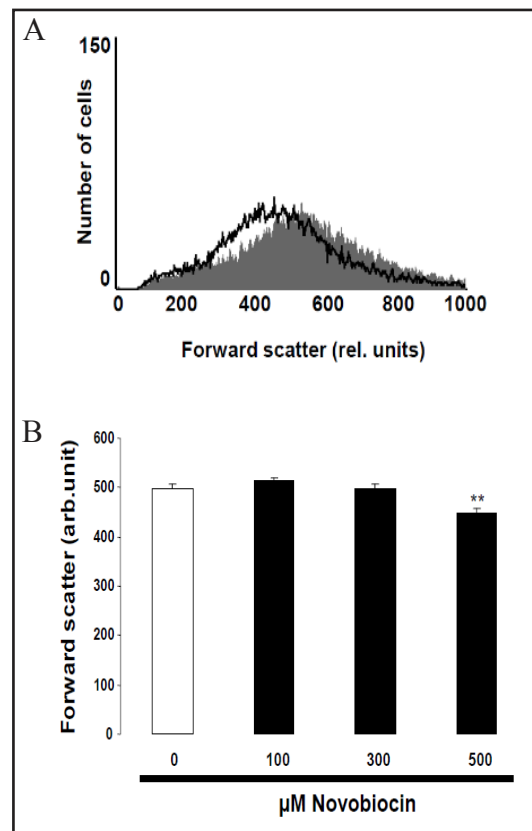 A
150
Number of cells
0
0 200 400 600 800 1000
Forward scatter (rel. units)
B
600
500
400
300
200
100
0
Forward scatter (arb.unit)
**
0 100 300 500
µM Novobiocin